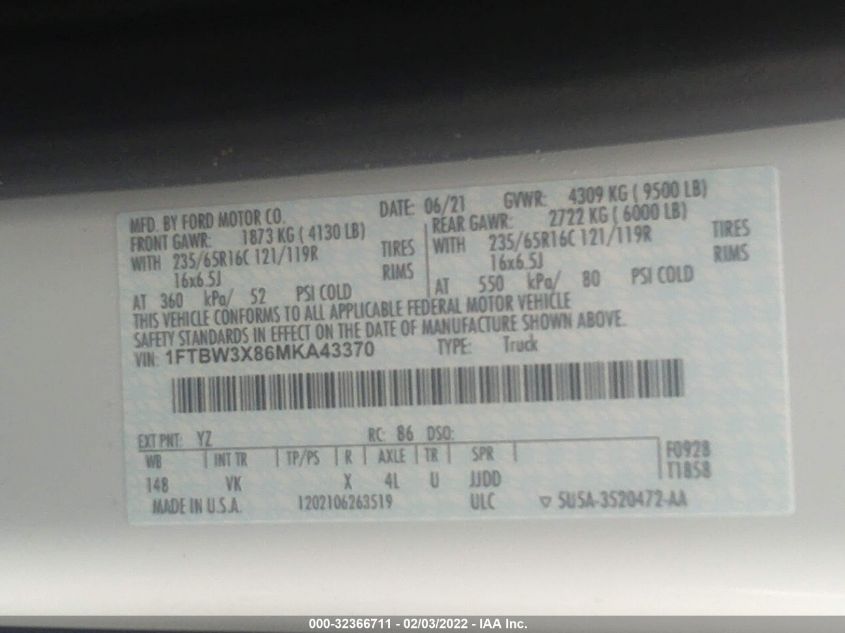 MFD. BY FORD MOTOR CO. DATE: 06/21 GVWR: 4309 KG ( 9500 LB)
FRONT GAWR: 1873 KG ( 4130 LB) REAR GAWR: 2722 KG ( 6000 LB)
WITH 235/65R16C 121/119R TIRES WITH 235/65R16C 121/119R TIRES
16x6.5J RIMS 16x6.5J RIMS
AT 360 kPa/ 52 PSI COLD AT 550 kPa/ 80 PSI COLD
THIS VEHICLE CONFORMS TO ALL APPLICABLE FEDERAL MOTOR VEHICLE
SAFETY STANDARDS IN EFFECT ON THE DATE OF MANUFACTURE SHOWN ABOVE.
VIN: 1FTBW3X86MKA43370 TYPE: Truck
EXT PNT: YZ RC: 86 DSO:
WB INT TR TP/PS R AXLE TR SPR F0928
148 VK X 4L U JJDD T1858
MADE IN U.S.A. 1202106263519 ULC ▽ 5U5A-3520472-AA
000-32366711 - 02/03/2022 - IAA Inc.